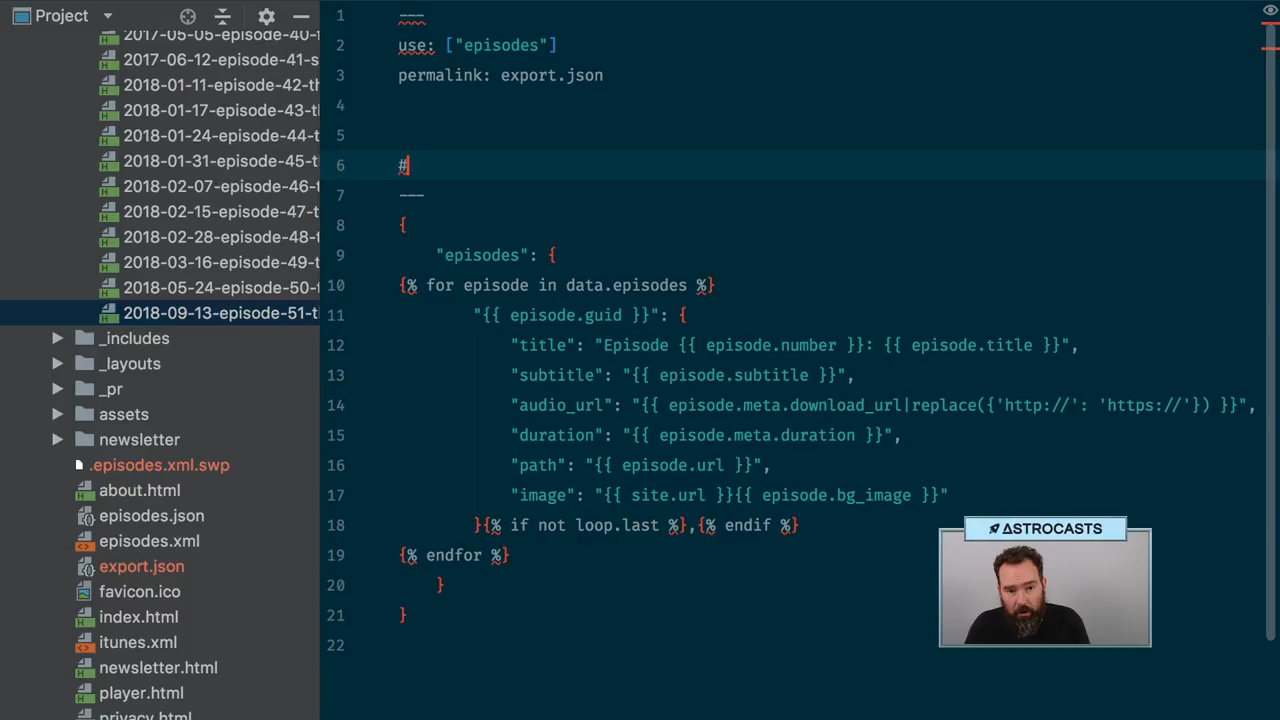 Project
2017-05-05-episode-40-f
2017-06-12-episode-41-s
2018-01-11-episode-42-th
2018-01-17-episode-43-th
2018-01-24-episode-44-t
2018-01-31-episode-45-t
2018-02-07-episode-46-t
2018-02-15-episode-47-t
2018-02-28-episode-48-t
2018-03-16-episode-49-t
2018-05-24-episode-50-t
2018-09-13-episode-51-t
_includes
_layouts
_pr
assets
newsletter
.episodes.xml.swp
about.html
episodes.json
episodes.xml
export.json
favicon.ico
index.html
itunes.xml
newsletter.html
player.html
privacy.html
1 ---
2 use: ["episodes"]
3 permalink: export.json
4
5
6 #
7 ---
8 {
9 "episodes": {
10 {% for episode in data.episodes %}
11 "{{ episode.guid }}": {
12 "title": "Episode {{ episode.number }}: {{ episode.title }}",
13 "subtitle": "{{ episode.subtitle }}",
14 "audio_url": "{{ episode.meta.download_url|replace({'http://': 'https://'}) }}",
15 "duration": "{{ episode.meta.duration }}",
16 "path": "{{ episode.url }}",
17 "image": "{{ site.url }}{{ episode.bg_image }}"
18 }{% if not loop.last %},{% endif %}
19 {% endfor %}
20 }
21 }
22
ΔSTROCASTS